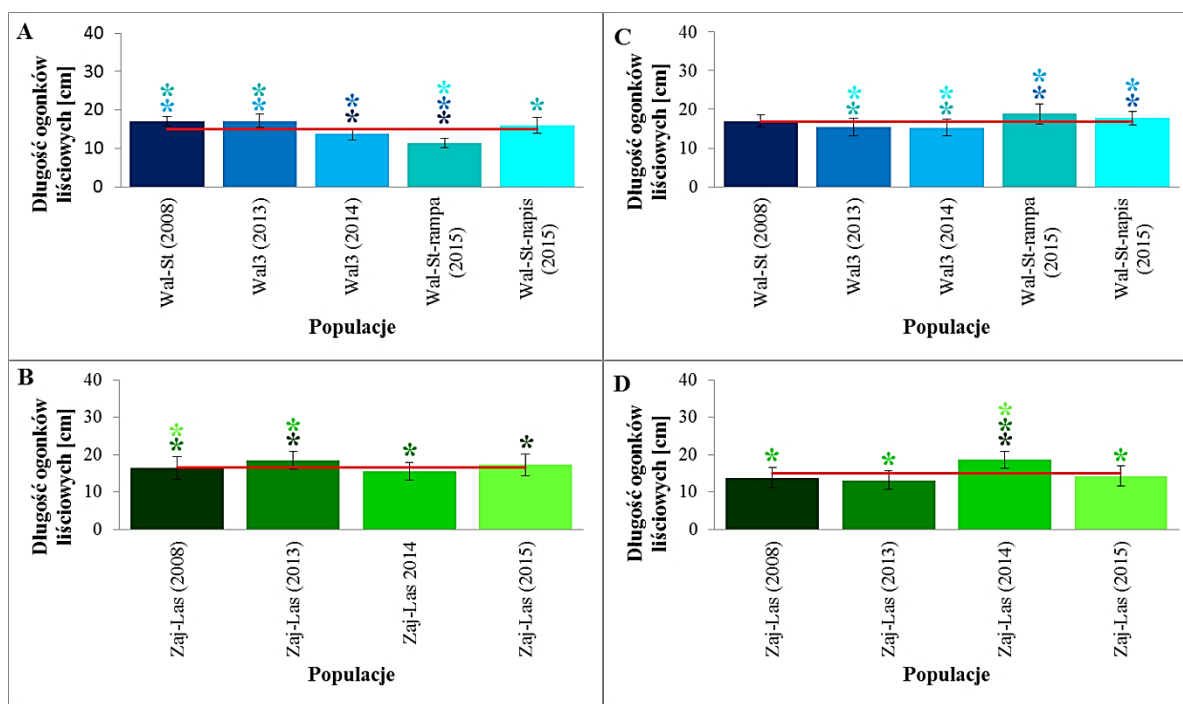 A
Długość ogonków
liściowych [cm]
40
30
20
10
0
* * * * *
* * * * *
*
Wal-St (2008)
Wal3 (2013)
Wal3 (2014)
Wal-St-rampa
(2015)
Wal-St-napis
(2015)
Populacje
C
Długość ogonków
liściowych [cm]
40
30
20
10
0
Wal-St (2008)
Wal3 (2013)
Wal3 (2014)
Wal-St-rampa
(2015)
Wal-St-napis
(2015)
Populacje
B
Długość ogonków
liściowych [cm]
40
30
20
10
0
Zaj-Las (2008)
Zaj-Las (2013)
Zaj-Las 2014
Zaj-Las (2015)
Populacje
D
Długość ogonków
liściowych [cm]
40
30
20
10
0
Zaj-Las (2008)
Zaj-Las (2013)
Zaj-Las (2014)
Zaj-Las (2015)
Populacje